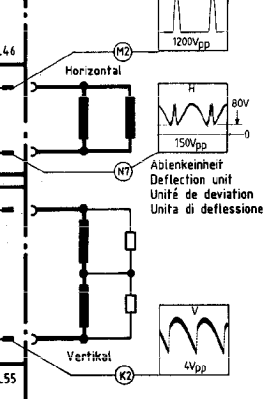 M2
1200Vpp
.46
Horizontal
H
80V
0
150Vpp
N7
Ablenkeinheit
Deflection unit
Unité de deviation
Unita di deflessione
V
Vertikal
4Vpp
K2
.55